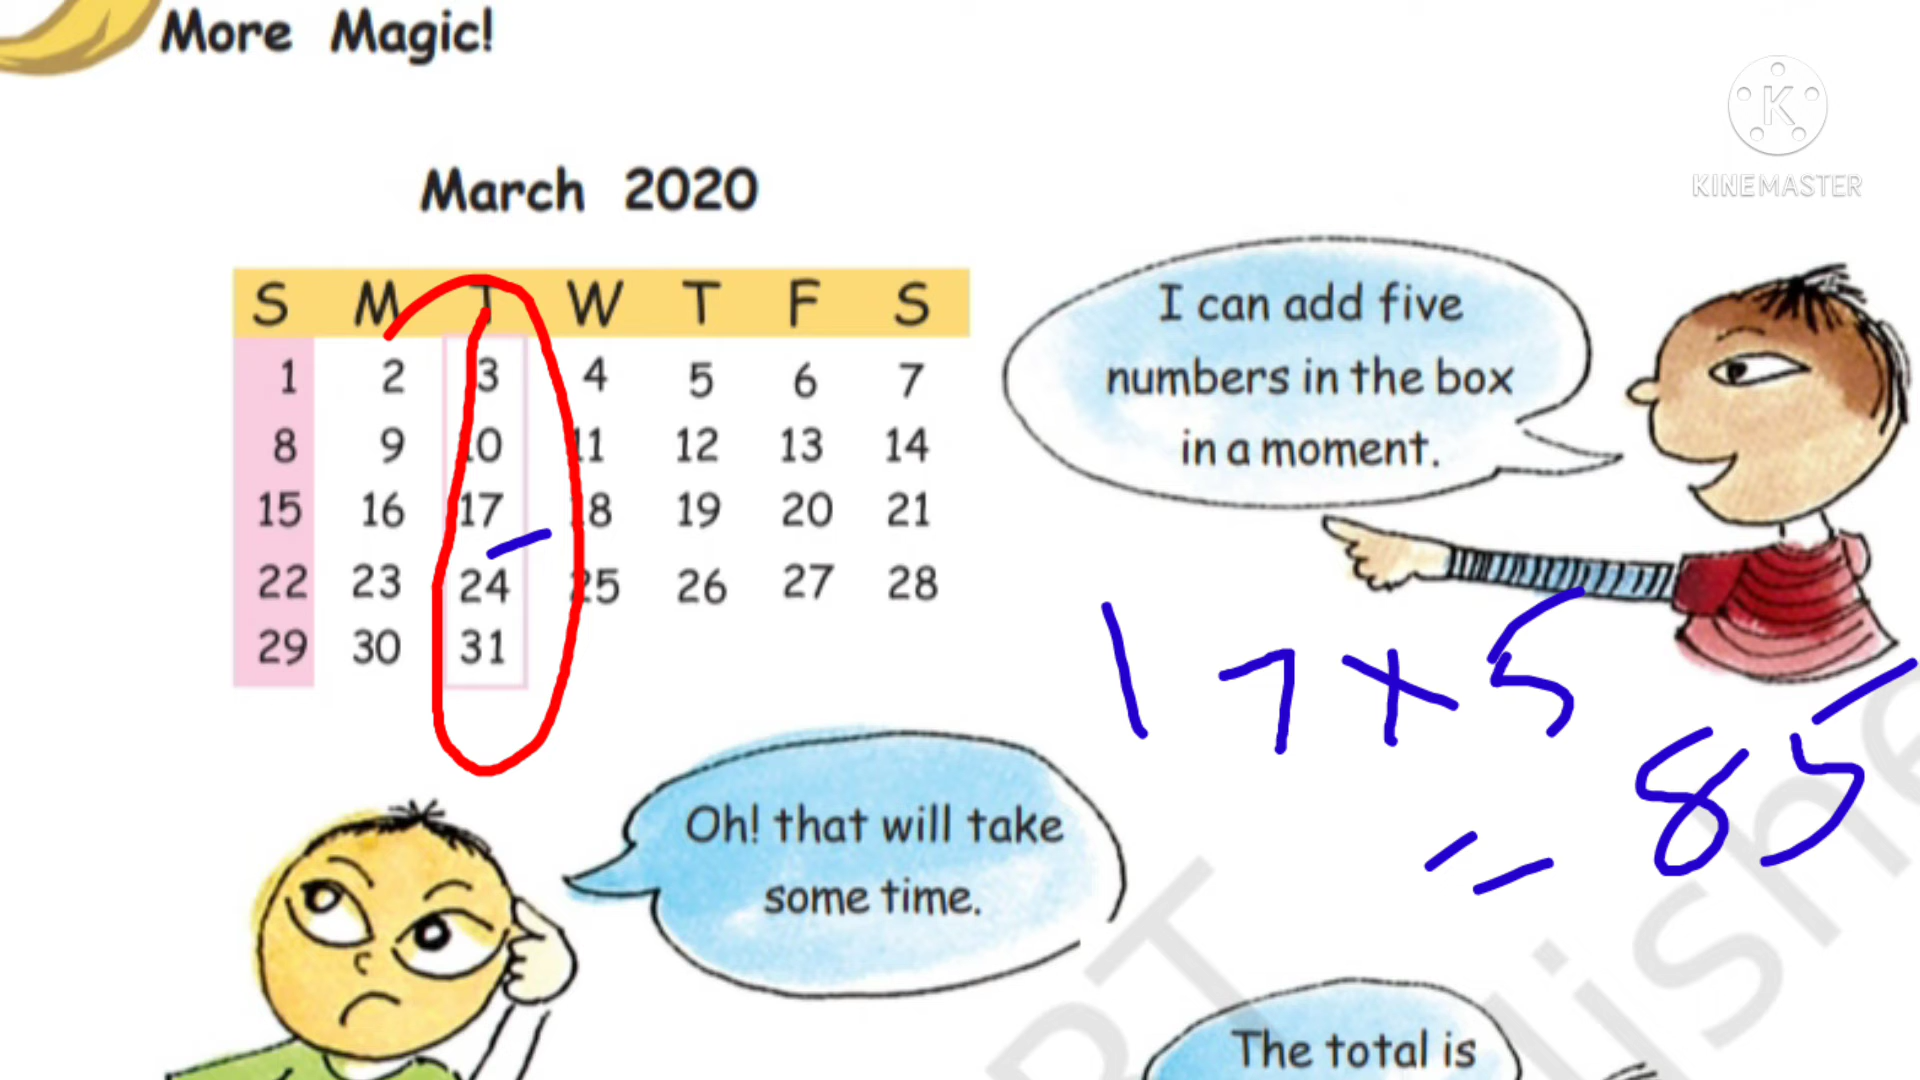 More Magic!
K
KINEMASTER
March 2020
S M T W T F S
1 2 3 4 5 6 7
8 9 10 11 12 13 14
15 16 17 18 19 20 21
22 23 24 25 26 27 28
29 30 31
I can add five
numbers in the box
in a moment.
17 x 5
= 85
Oh! that will take
some time.
The total is